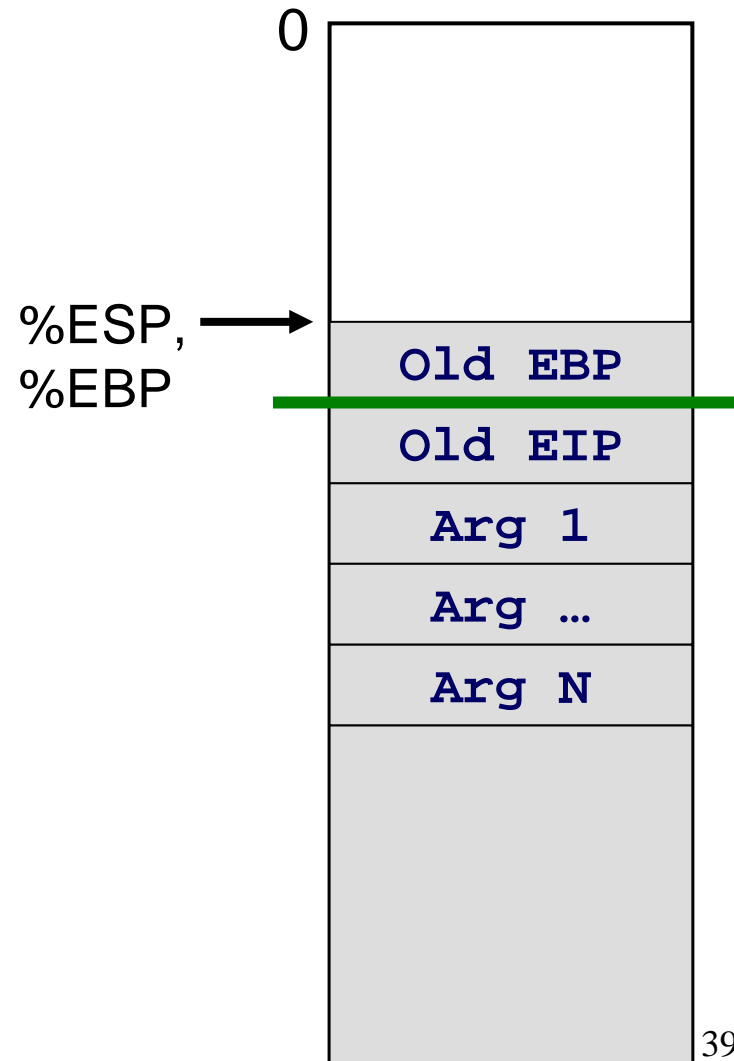 0
%ESP,
%EBP
Old EBP
Old EIP
Arg 1
Arg …
Arg N
39